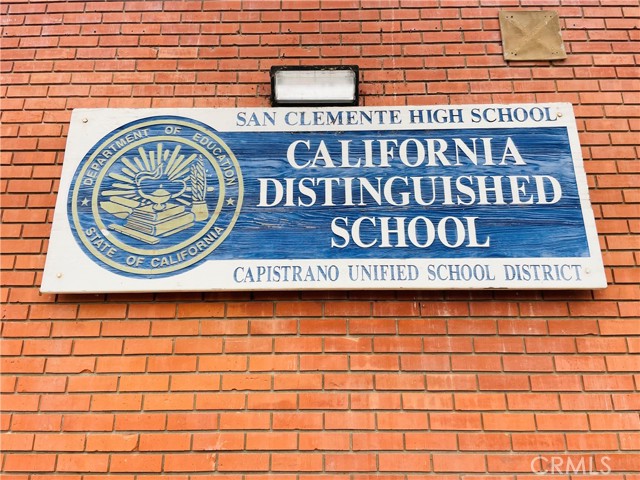 SAN CLEMENTE HIGH SCHOOL
CALIFORNIA
DISTINGUISHED
SCHOOL
CAPISTRANO UNIFIED SCHOOL DISTRICT
DEPARTMENT OF EDUCATION
STATE OF CALIFORNIA
CRMLS